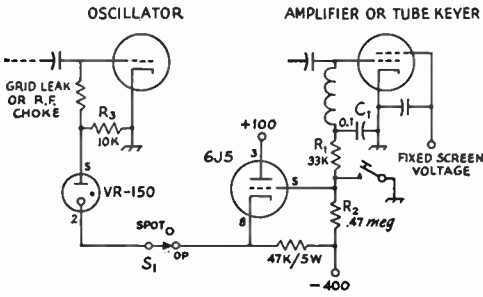 OSCILLATOR
AMPLIFIER OR TUBE KEYER
GRID LEAK
OR R.F.
CHOKE
R3
10K
+100
3
6J5
5
8
C1
0.1
R1
33K
FIXED SCREEN
VOLTAGE
5
VR-150
2
R2
.47 meg
SPOT
S1
OP
47K/5W
-400